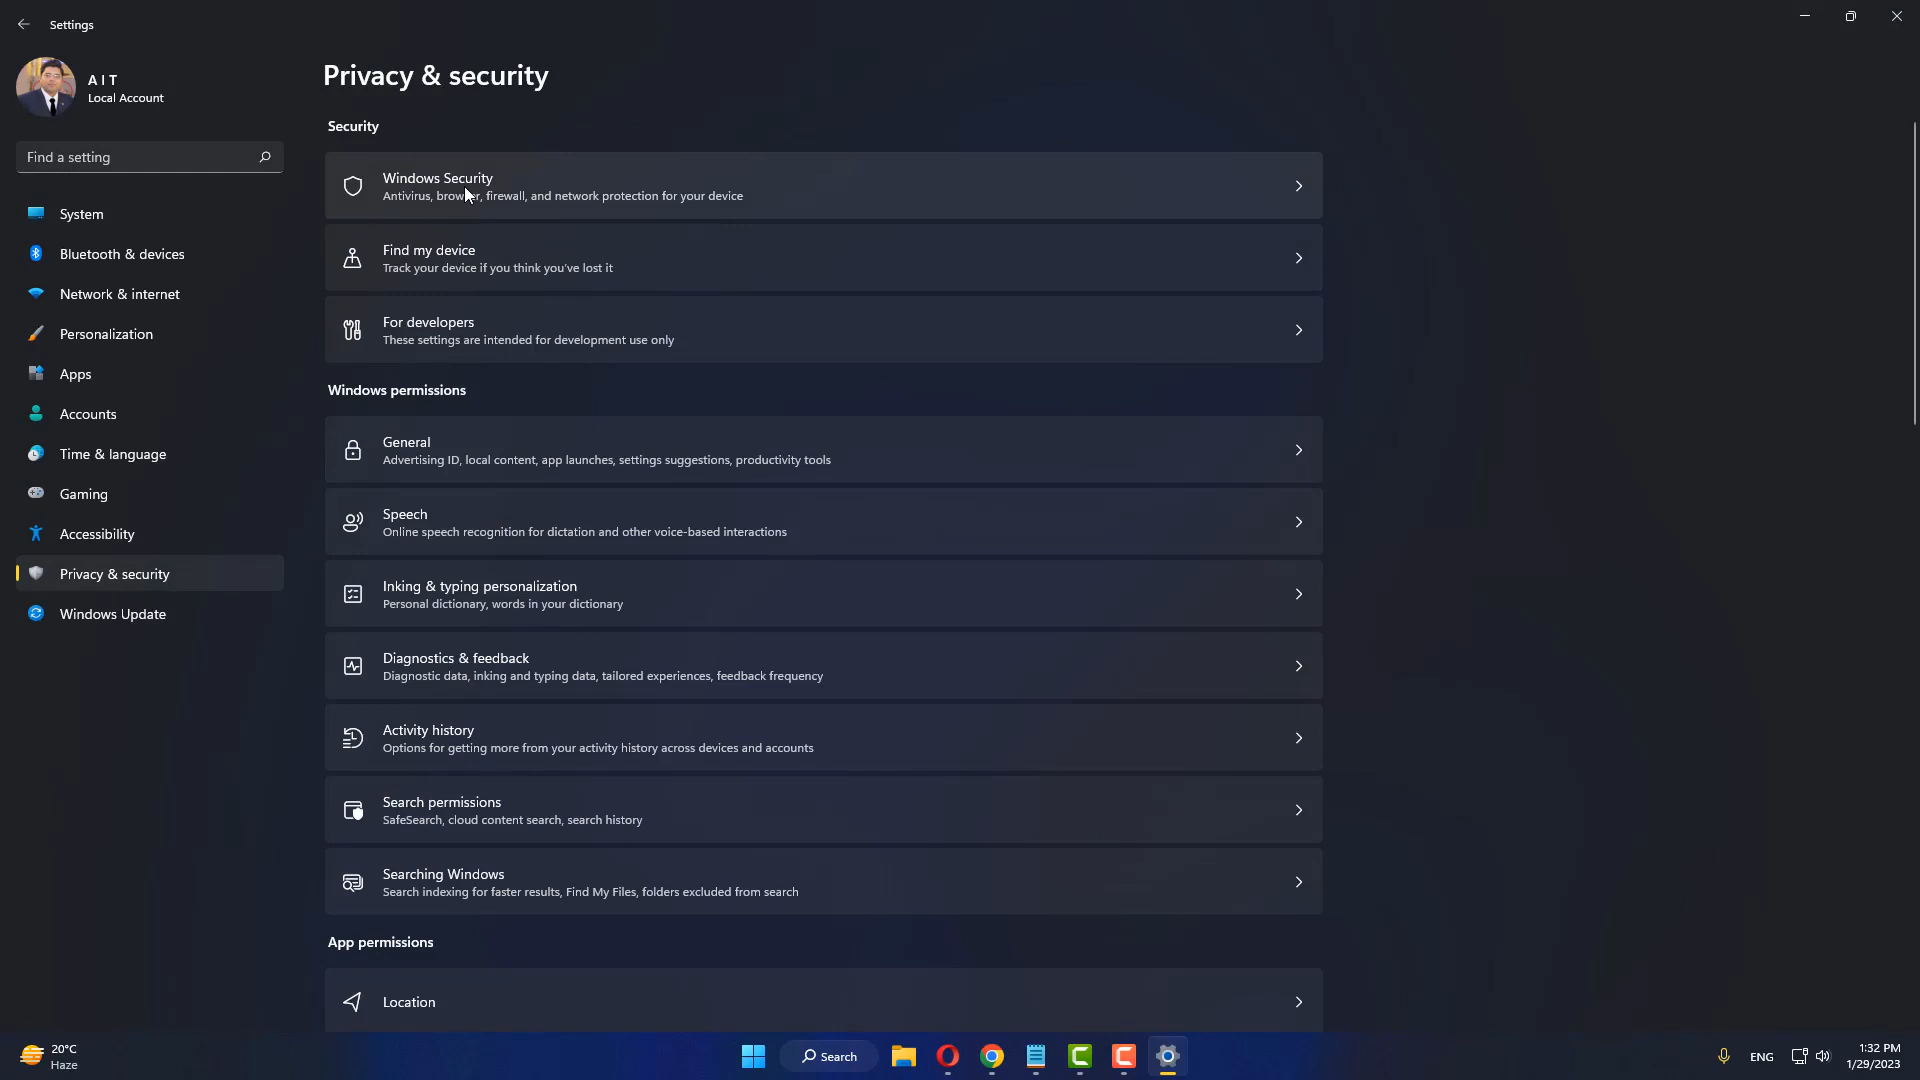 Settings
A I T
Local Account
Find a setting
System
Bluetooth & devices
Network & internet
Personalization
Apps
Accounts
Time & language
Gaming
Accessibility
Privacy & security
Windows Update
Privacy & security
Security
Windows Security
Antivirus, browser, firewall, and network protection for your device
Find my device
Track your device if you think you've lost it
For developers
These settings are intended for development use only
Windows permissions
General
Advertising ID, local content, app launches, settings suggestions, productivity tools
Speech
Online speech recognition for dictation and other voice-based interactions
Inking & typing personalization
Personal dictionary, words in your dictionary
Diagnostics & feedback
Diagnostic data, inking and typing data, tailored experiences, feedback frequency
Activity history
Options for getting more from your activity history across devices and accounts
Search permissions
SafeSearch, cloud content search, search history
Searching Windows
Search indexing for faster results, Find My Files, folders excluded from search
App permissions
Location
20°C
Haze
Search
ENG
1:32 PM
1/29/2023